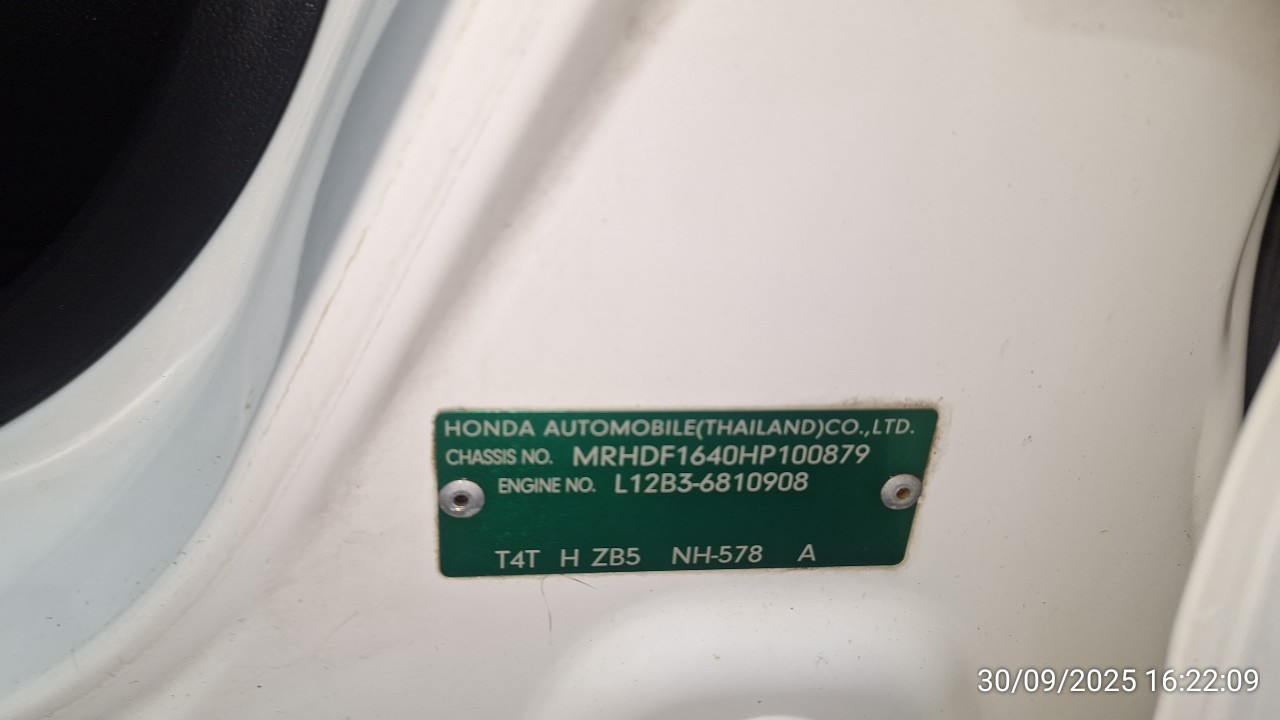 HONDA AUTOMOBILE(THAILAND)CO.,LTD.
CHASSIS NO. MRHDF1640HP100879
ENGINE NO. L12B3-6810908
T4T H ZB5 NH-578 A
30/09/2025 16:22:09